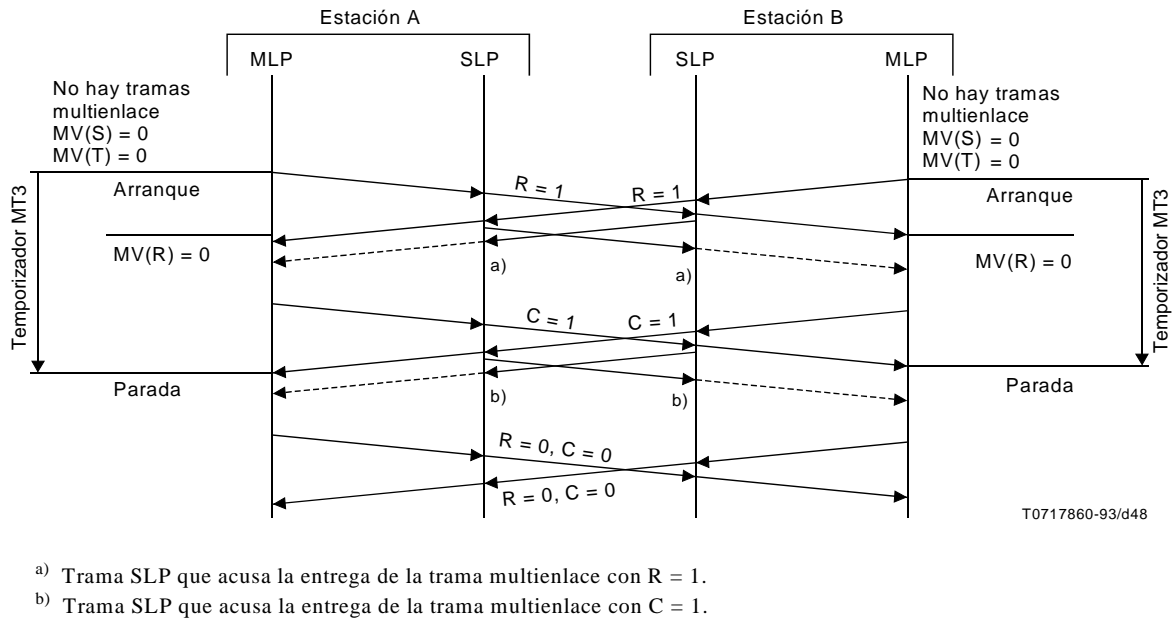 Estación A
Estación B
MLP
SLP
SLP
MLP
No hay tramas
multienlace
MV(S) = 0
MV(T) = 0
No hay tramas
multienlace
MV(S) = 0
MV(T) = 0
Temporizador MT3
Arranque
R = 1
R = 1
Arranque
Temporizador MT3
MV(R) = 0
a)
a)
MV(R) = 0
C = 1
C = 1
Parada
b)
b)
Parada
R = 0, C = 0
R = 0, C = 0
T0717860-93/d48
a) Trama SLP que acusa la entrega de la trama multienlace con R = 1.
b) Trama SLP que acusa la entrega de la trama multienlace con C = 1.